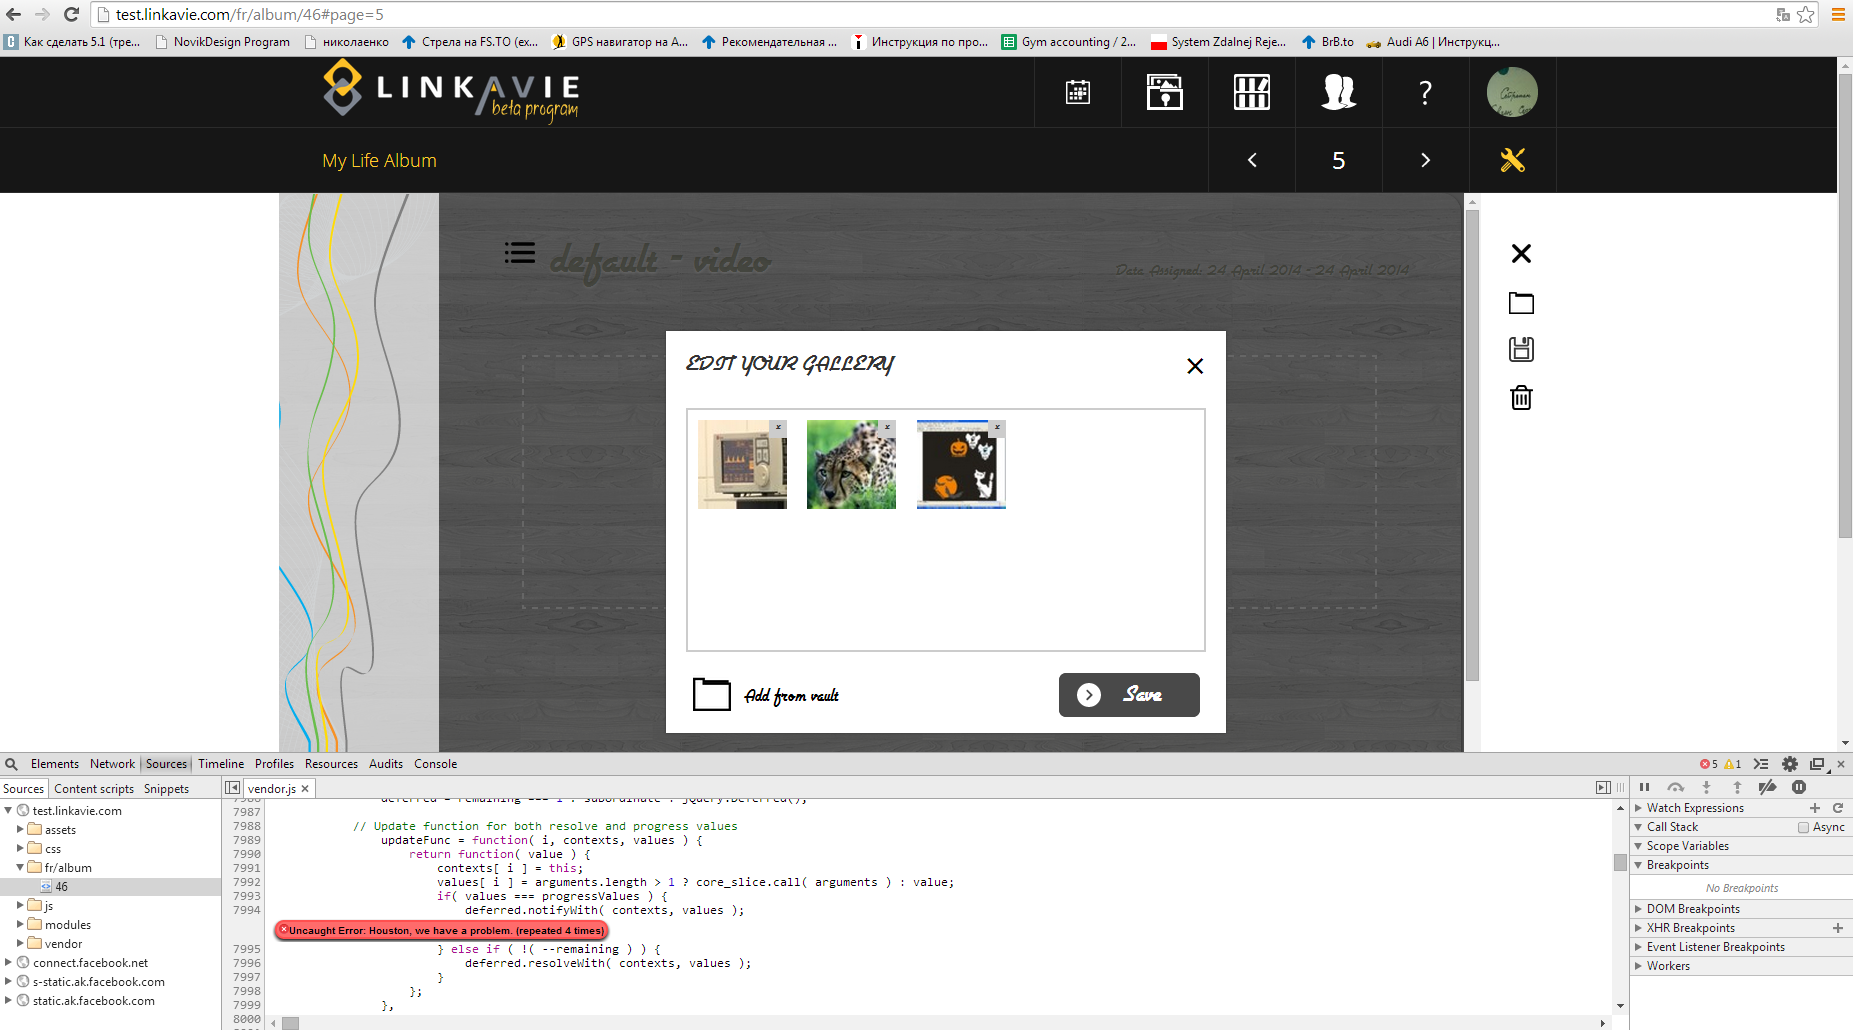 test.linkavie.com/fr/album/46#page=5
Как сделать 5.1 (тре... NovikDesign Program николаенко Стрела на FS.TO (ex... GPS навигатор на А... Рекомендательная ... Инструкция по про... Gym accounting / 2... System Zdalnej Reje... BrB.to Audi A6 | Инструкц...
LINKAVIE
beta program
?
My Life Album
5
default - video
Data Assigned: 24 April 2014 - 24 April 2014
EDIT YOUR GALLERY
x x x
Add from vault
Save
Elements Network Sources Timeline Profiles Resources Audits Console 5 1
Sources Content scripts Snippets
vendor.js
test.linkavie.com
assets
css
fr/album
46
js
modules
vendor
connect.facebook.net
s-static.ak.facebook.com
static.ak.facebook.com
7986 deferred = remaining === 1 ? subordinate : jQuery.Deferred(),
7987
7988 // Update function for both resolve and progress values
7989 updateFunc = function( i, contexts, values ) {
7990 return function( value ) {
7991 contexts[ i ] = this;
7992 values[ i ] = arguments.length > 1 ? core_slice.call( arguments ) : value;
7993 if( values === progressValues ) {
7994 deferred.notifyWith( contexts, values );
Uncaught Error: Houston, we have a problem. (repeated 4 times)
7995 } else if ( !( --remaining ) ) {
7996 deferred.resolveWith( contexts, values );
7997 }
7998 };
7999 },
8000
Watch Expressions
Call Stack Async
Scope Variables
Breakpoints
No Breakpoints
DOM Breakpoints
XHR Breakpoints
Event Listener Breakpoints
Workers